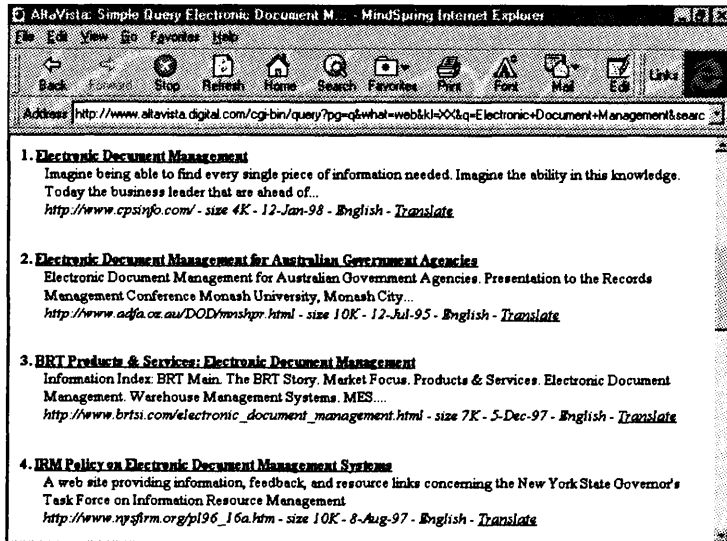 AltaVista: Simple Query Electronic Document M... - MindSpring Internet Explorer
File Edit View Go Favorites Help
Back Forward Stop Refresh Home Search Favorites Print Font Mail Edit Links
Address http://www.altavista.digital.com/cgi-bin/query?pg=q&what=web&kl=XX&q=Electronic+Document+Management&searc
1. Electronic Document Management
Imagine being able to find every single piece of information needed. Imagine the ability in this knowledge.
Today the business leader that are ahead of...
http://www.cpsinfo.com/ - size 4K - 12-Jan-98 - English - Translate
2. Electronic Document Management for Australian Government Agencies
Electronic Document Management for Australian Government Agencies. Presentation to the Records
Management Conference Monash University, Monash City...
http://www.adfa.oz.au/DOD/mnshpr.html - size 10K - 12-Jul-95 - English - Translate
3. BRT Products & Services: Electronic Document Management
Information Index: BRT Main. The BRT Story. Market Focus. Products & Services. Electronic Document
Management. Warehouse Management Systems. MES....
http://www.brtsi.com/electronic_document_management.html - size 7K - 5-Dec-97 - English - Translate
4. IRM Policy on Electronic Document Management Systems
A web site providing information, feedback, and resource links concerning the New York State Governor's
Task Force on Information Resource Management
http://www.nysfirm.org/pl96_16a.htm - size 10K - 8-Aug-97 - English - Translate